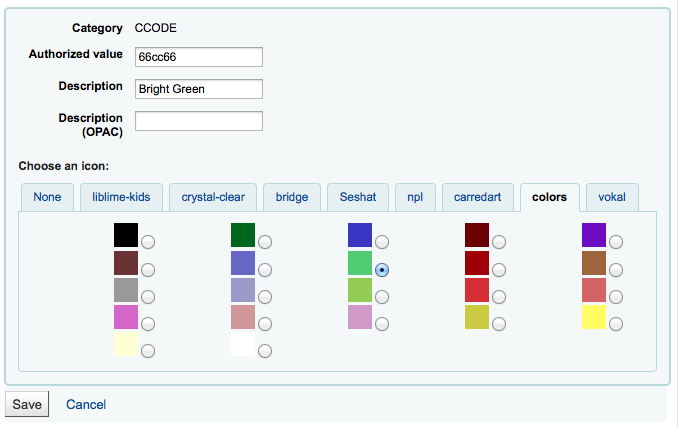 Category CCODE
Authorized value 66cc66
Description Bright Green
Description
(OPAC)
Choose an icon:
None liblime-kids crystal-clear bridge Seshat npl carredart colors vokal
Save Cancel